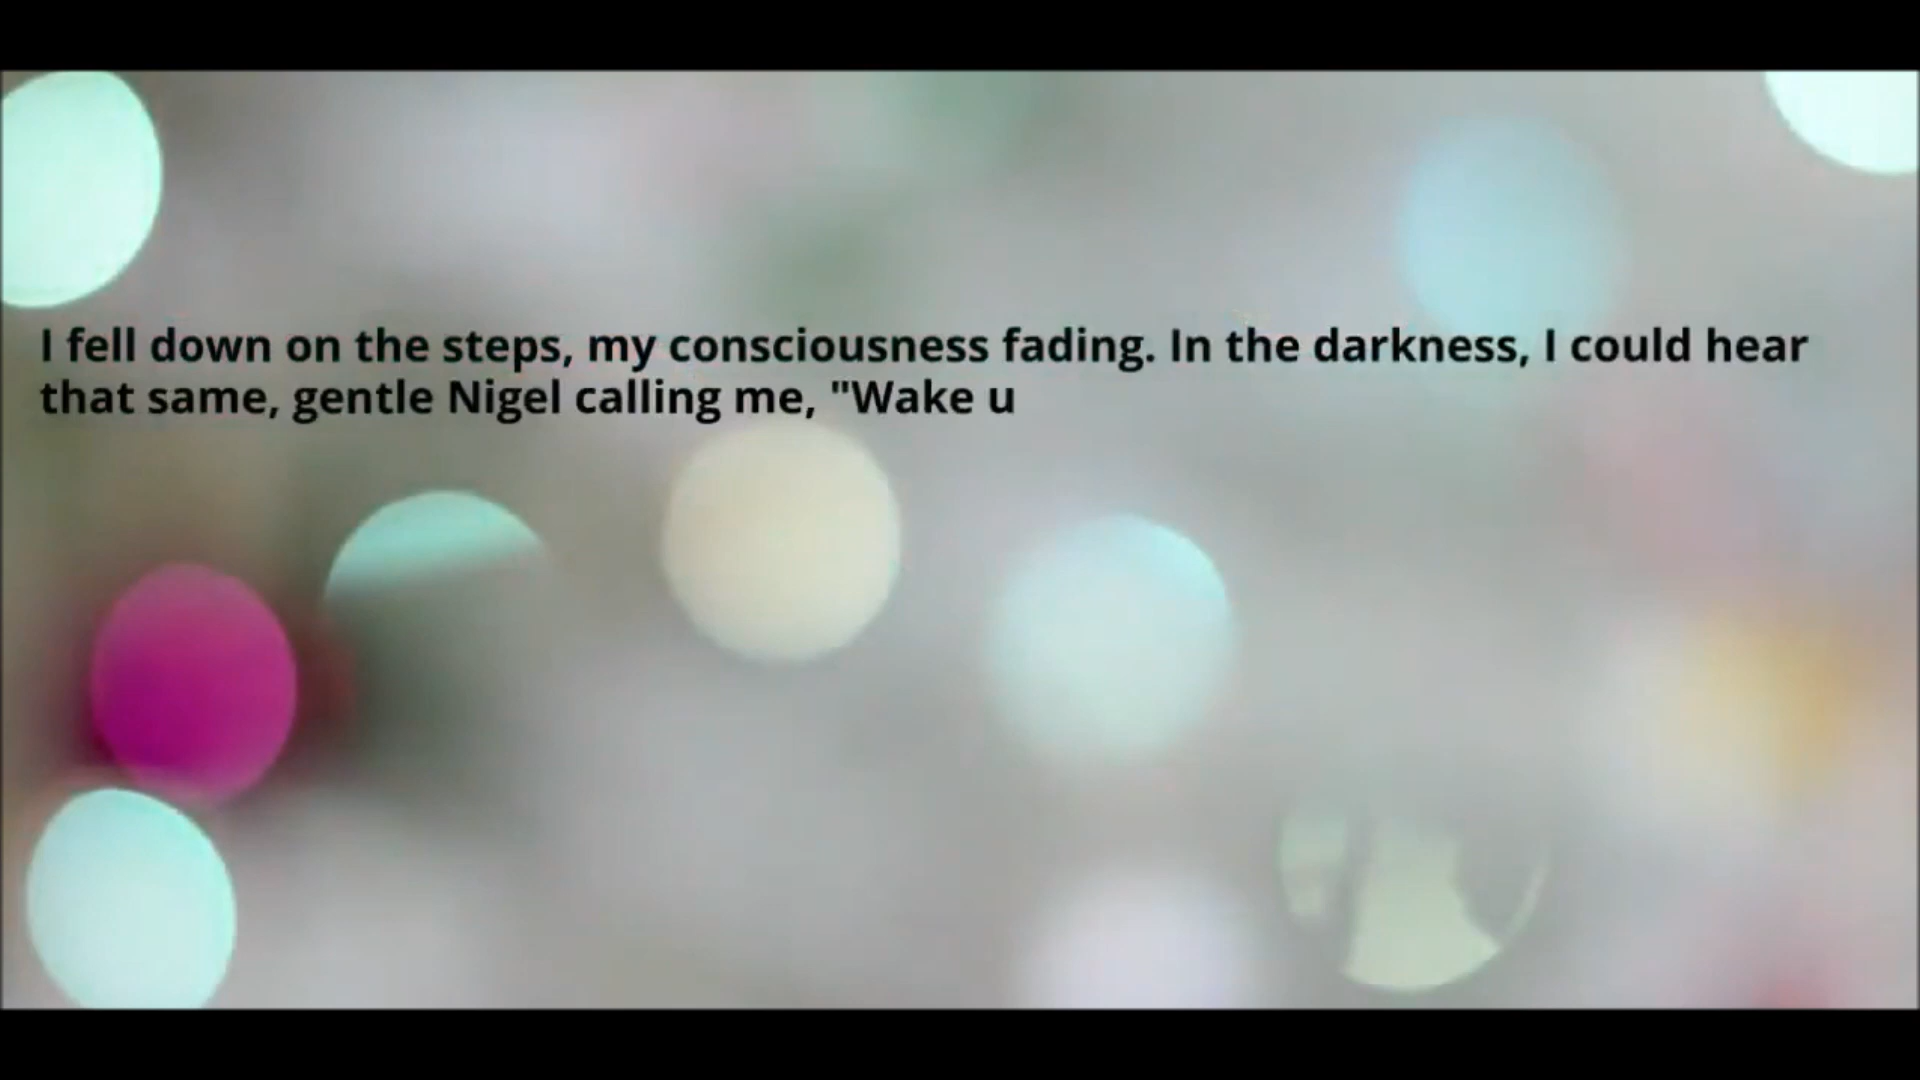 I fell down on the steps, my consciousness fading. In the darkness, I could hear
that same, gentle Nigel calling me, "Wake u